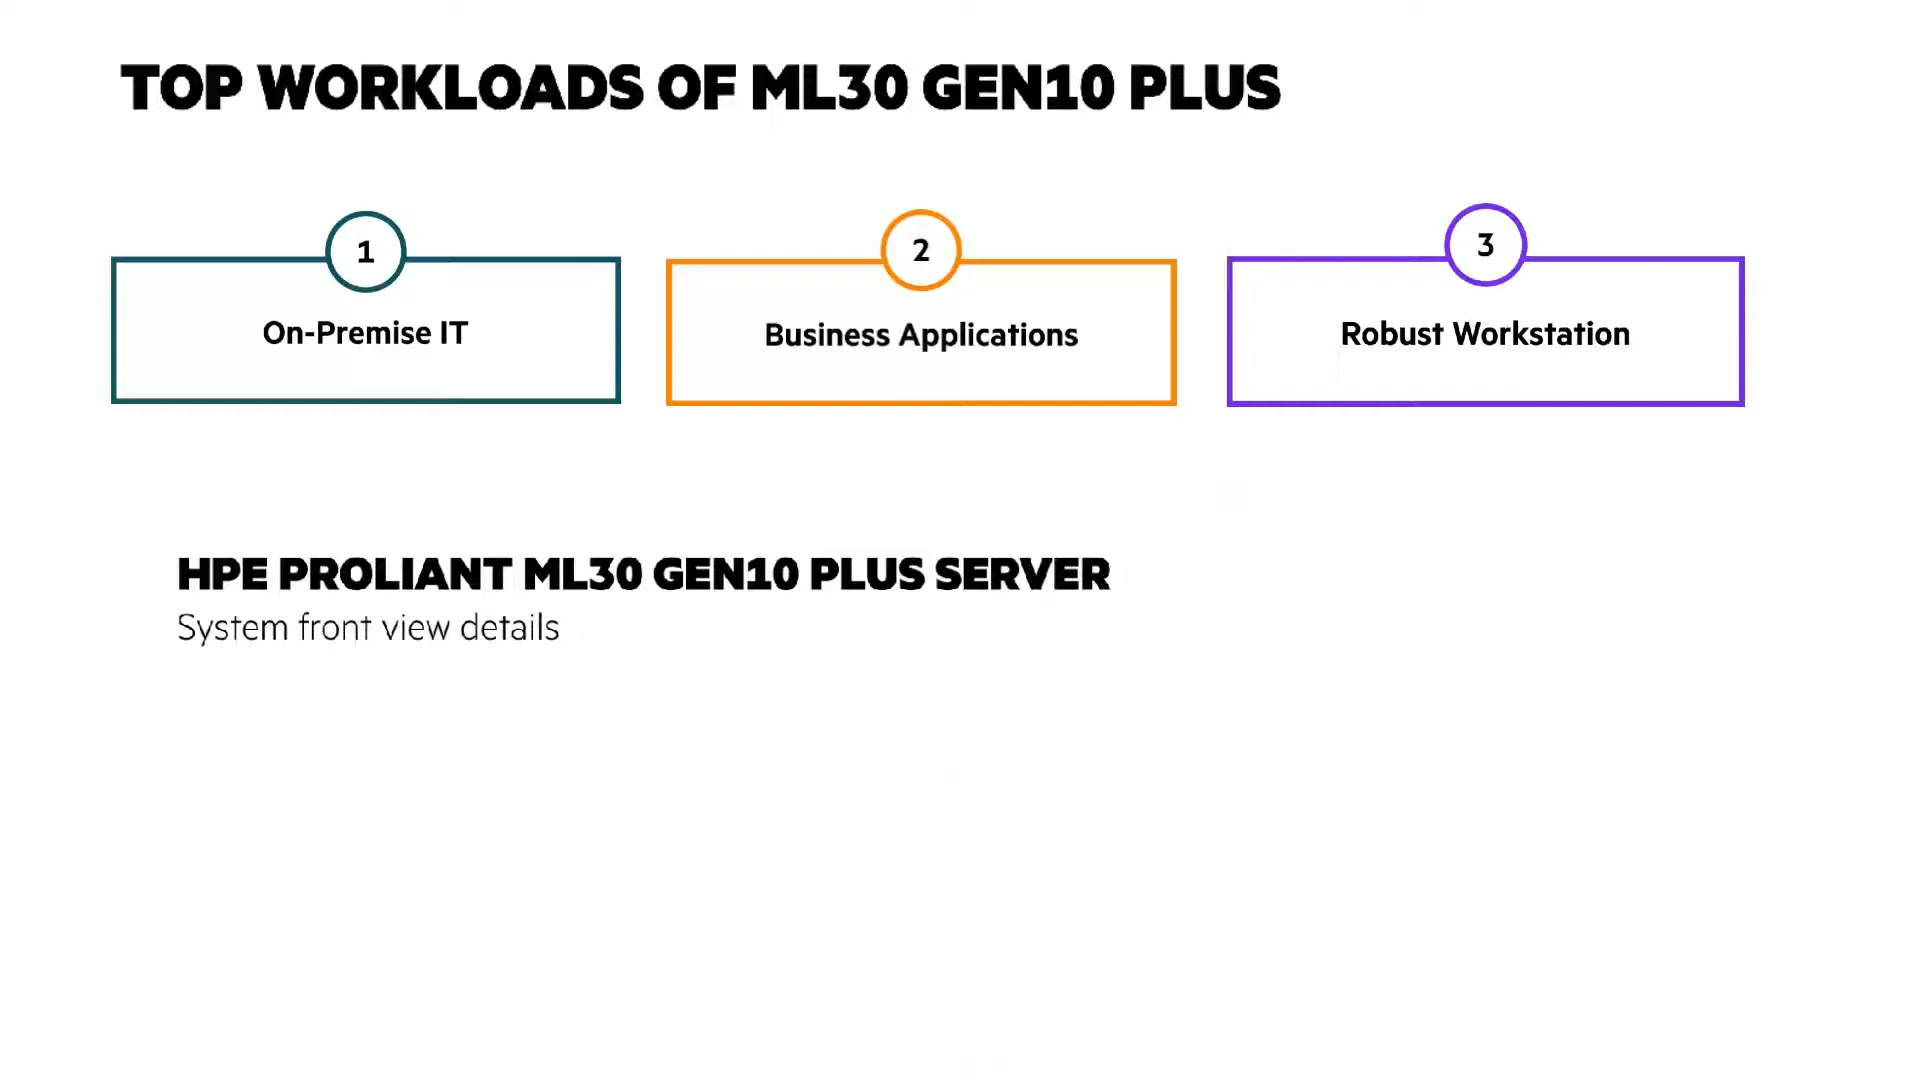 TOP WORKLOADS OF ML30 GEN10 PLUS
1
On-Premise IT
2
Business Applications
3
Robust Workstation
HPE PROLIANT ML30 GEN10 PLUS SERVER
System front view details